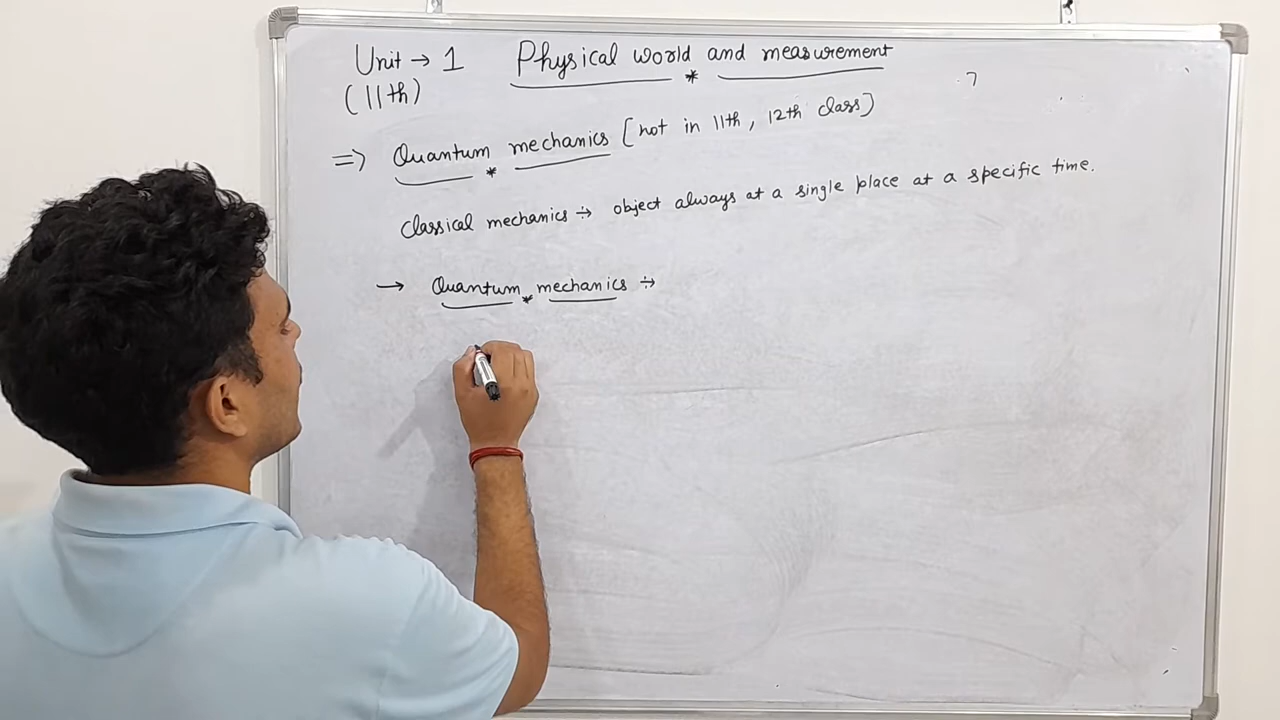 Unit → 1 Physical world and measurement
(11th)
.7
⇒ Quantum * mechanics [not in 11th, 12th class)
Classical mechanics ÷ object always at a single place at a specific time.
→ Quantum * mechanics ÷